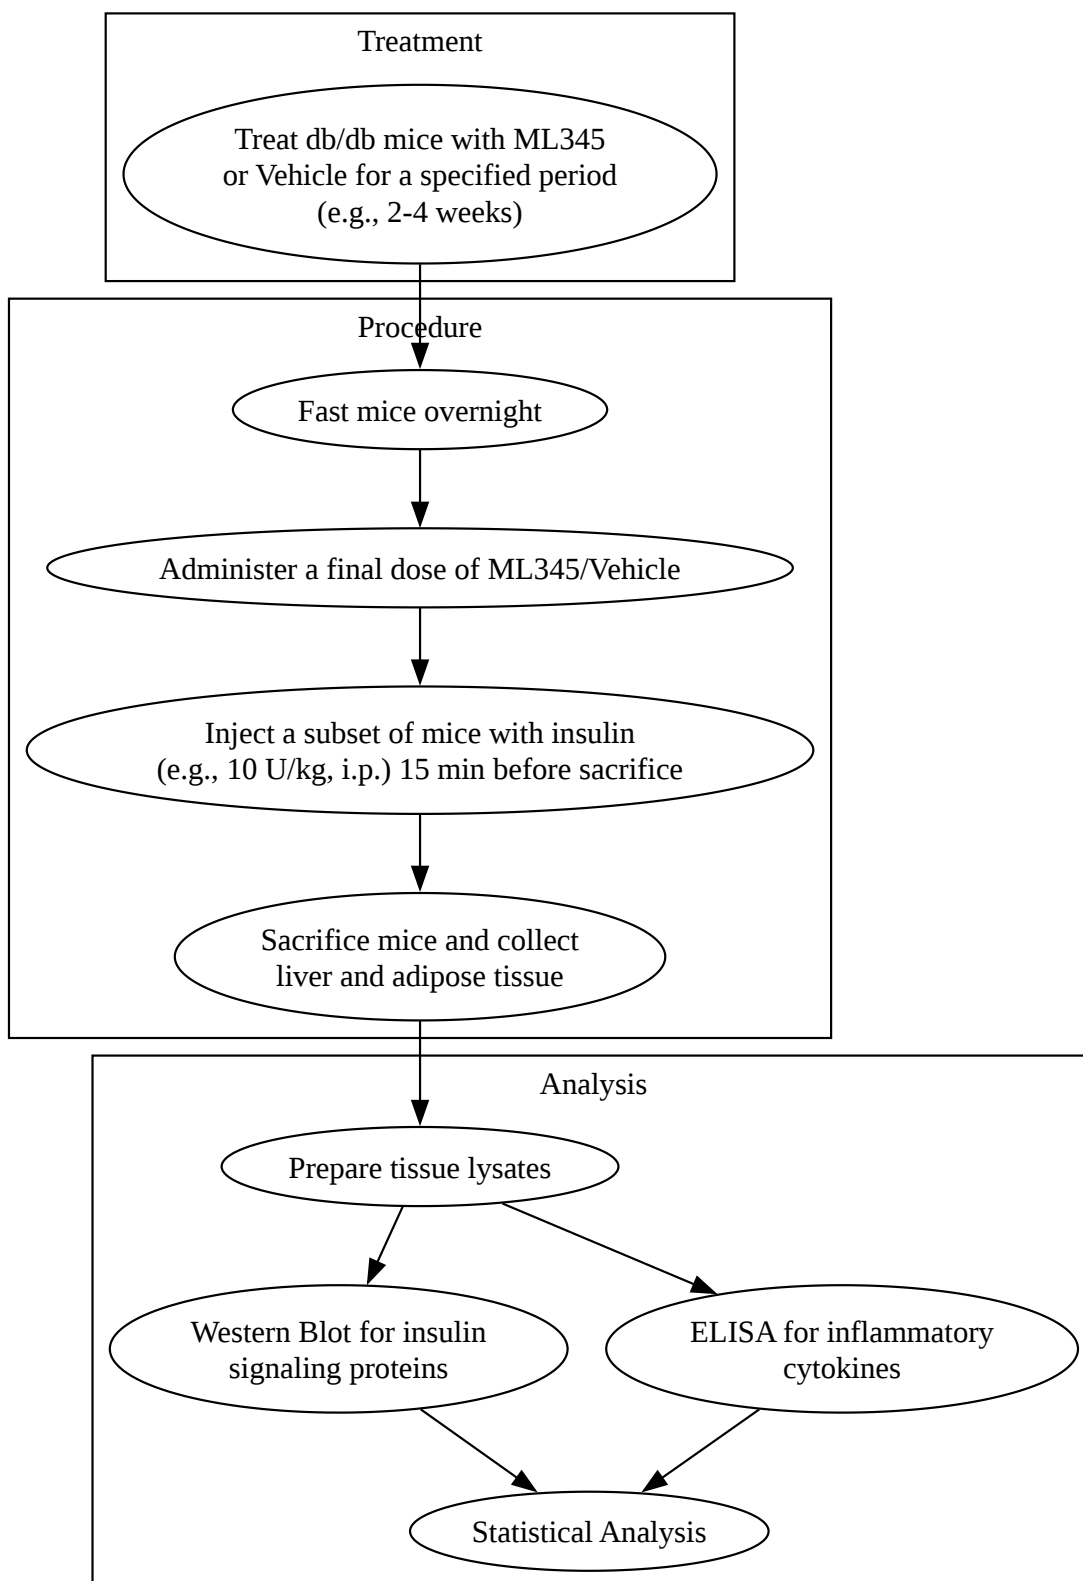 Treatment
Treat db/db mice with ML345
or Vehicle for a specified period
(e.g., 2-4 weeks)
Procedure
Fast mice overnight
Administer a final dose of ML345/Vehicle
Inject a subset of mice with insulin
(e.g., 10 U/kg, i.p.) 15 min before sacrifice
Sacrifice mice and collect
liver and adipose tissue
Analysis
Prepare tissue lysates
Western Blot for insulin
signaling proteins
ELISA for inflammatory
cytokines
Statistical Analysis